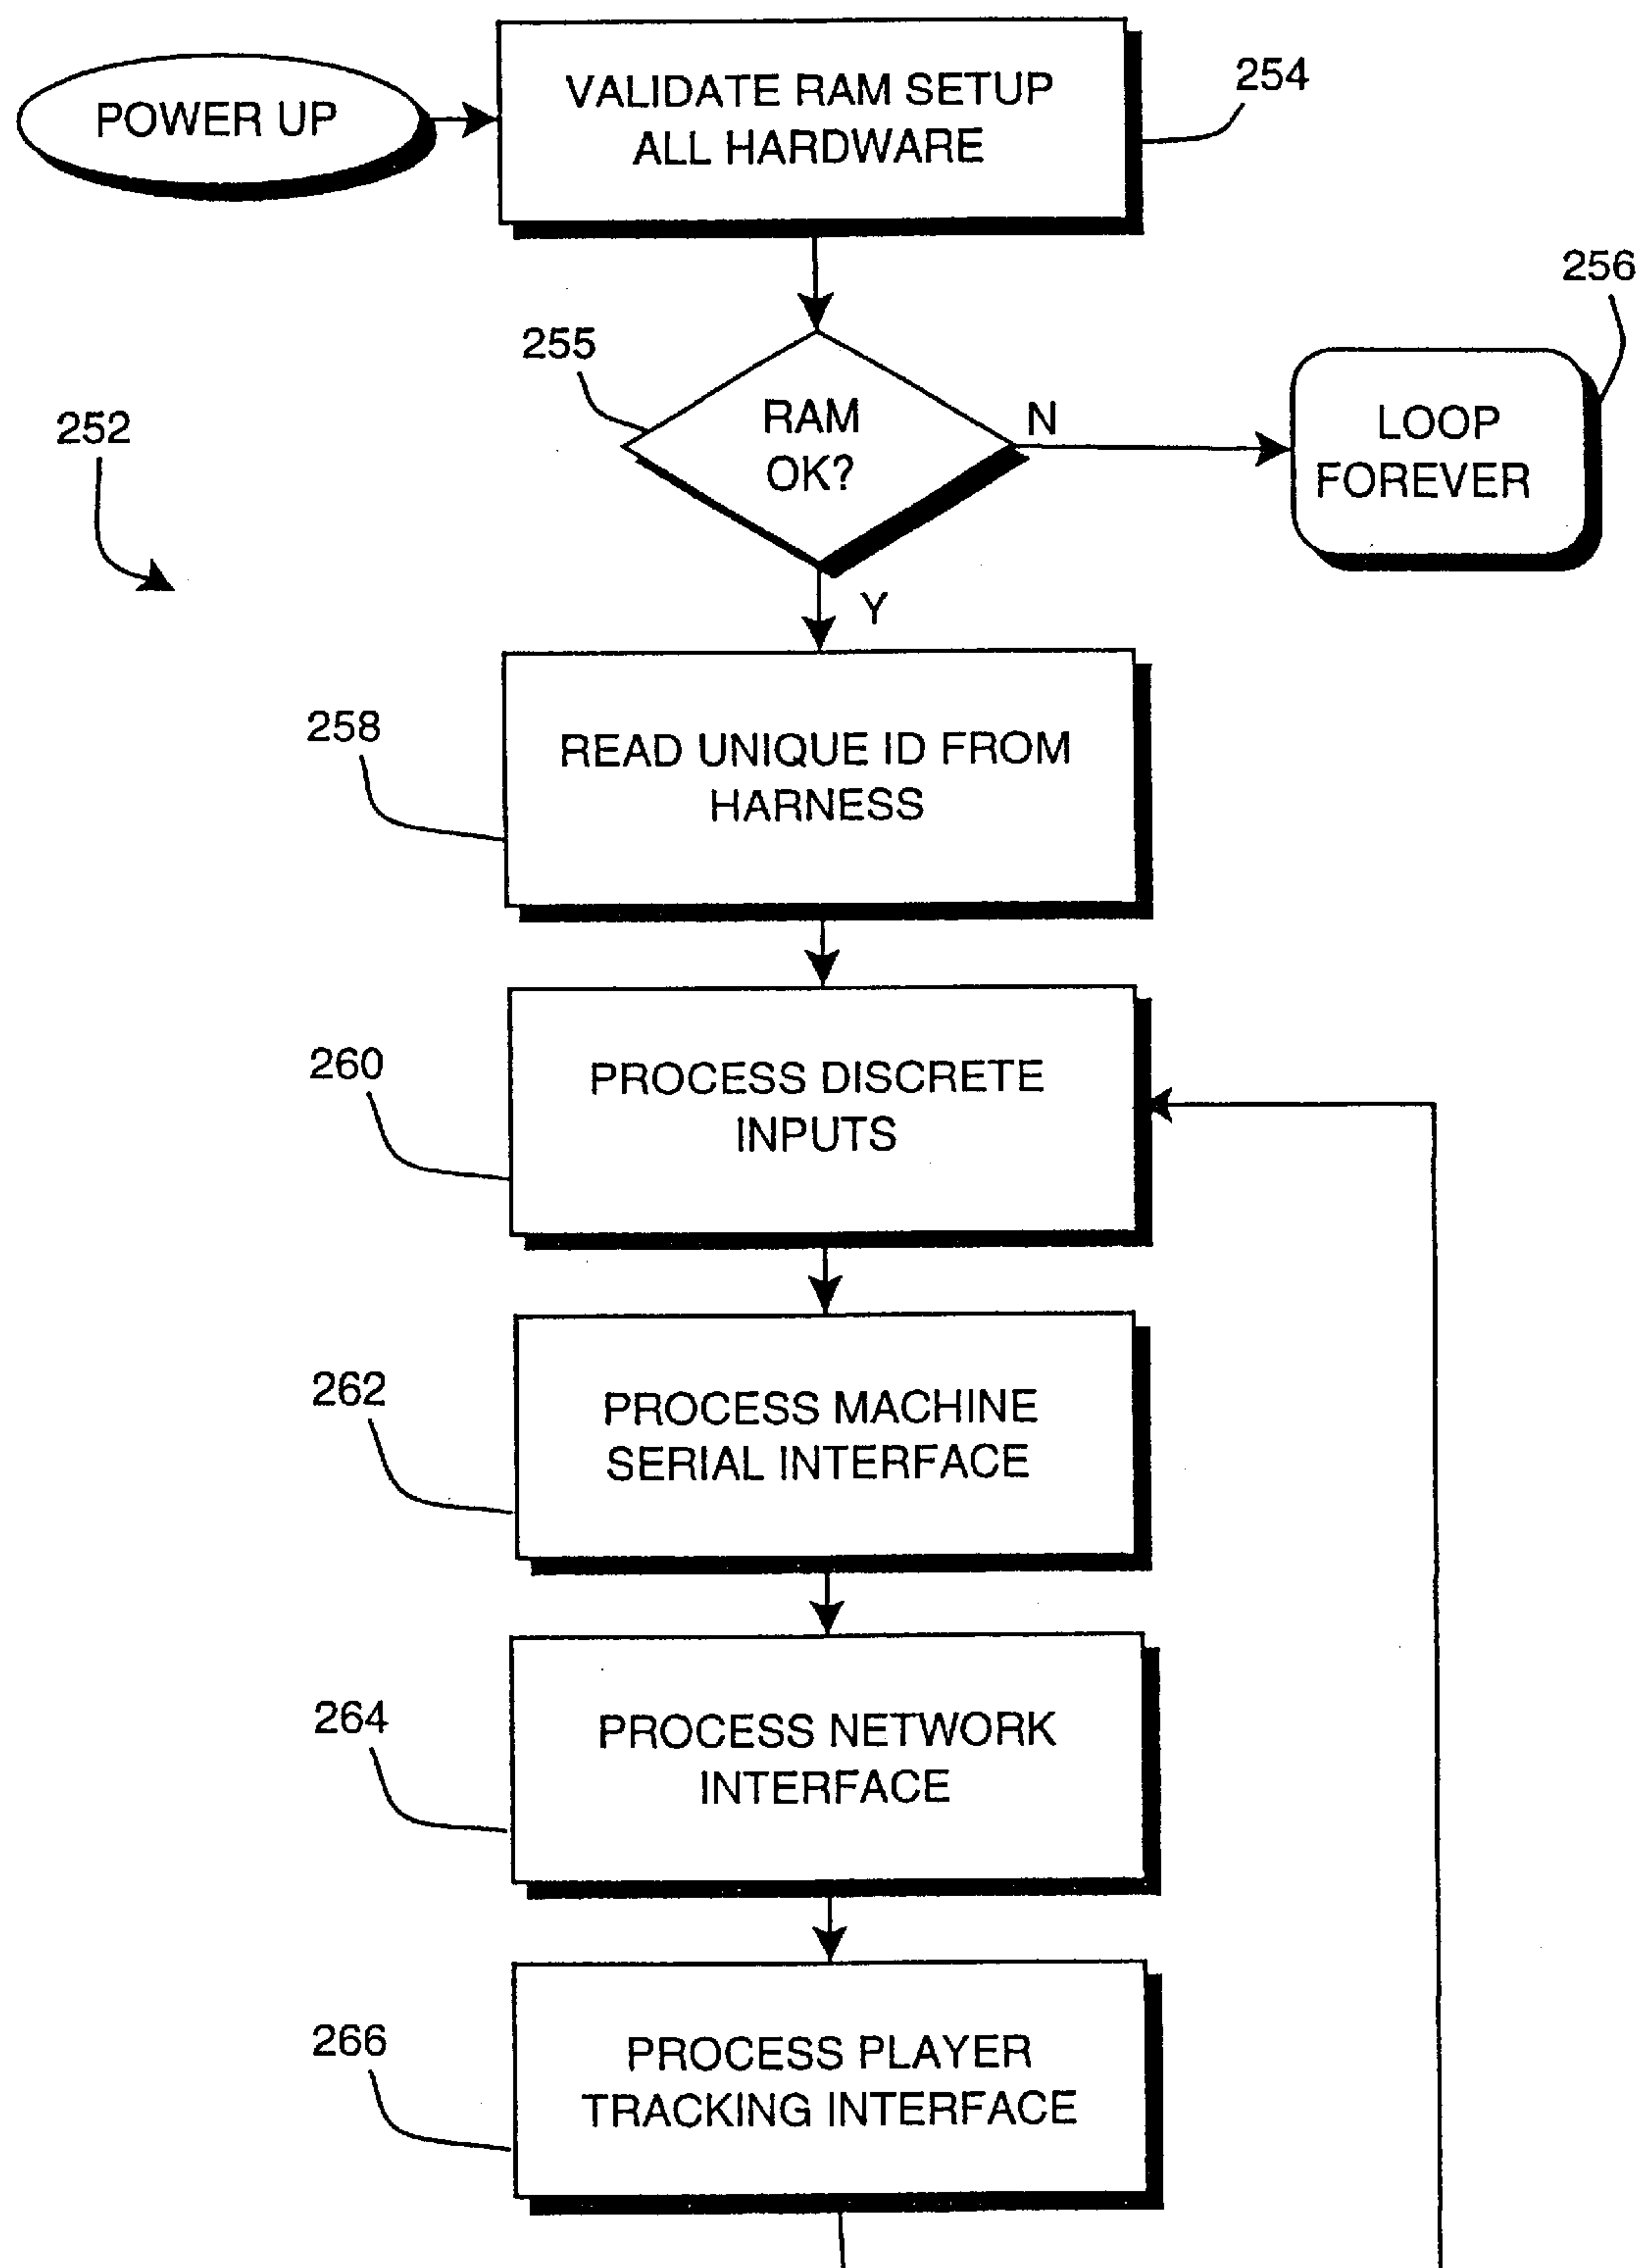 POWER UP
VALIDATE RAM SETUP
ALL HARDWARE
254
255
RAM
OK?
N
256
LOOP
FOREVER
252
Y
258
READ UNIQUE ID FROM
HARNESS
260
PROCESS DISCRETE
INPUTS
262
PROCESS MACHINE
SERIAL INTERFACE
264
PROCESS NETWORK
INTERFACE
266
PROCESS PLAYER
TRACKING INTERFACE